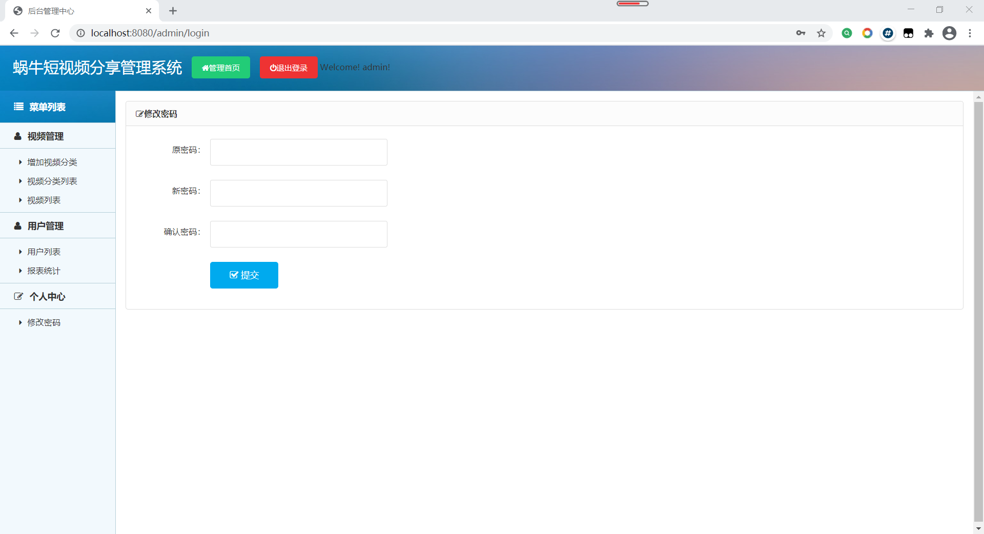 后台管理中心
localhost:8080/admin/login
蜗牛短视频分享管理系统 管理首页 退出登录 Welcome! admin!
菜单列表
视频管理
增加视频分类
视频分类列表
视频列表
用户管理
用户列表
报表统计
个人中心
修改密码
修改密码
原密码：
新密码：
确认密码：
提交